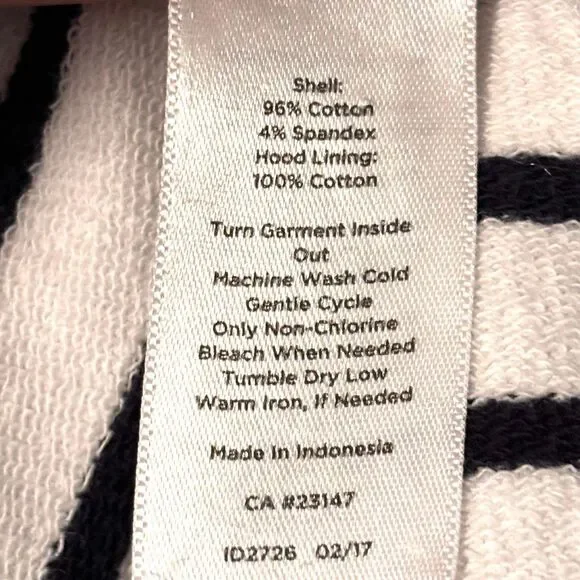 Shell:
96% Cotton
4% Spandex
Hood Lining:
100% Cotton
Turn Garment Inside
Out
Machine Wash Cold
Gentle Cycle
Only Non-Chlorine
Bleach When Needed
Tumble Dry Low
Warm Iron, If Needed
Made In Indonesia
CA #23147
ID2726 02/17